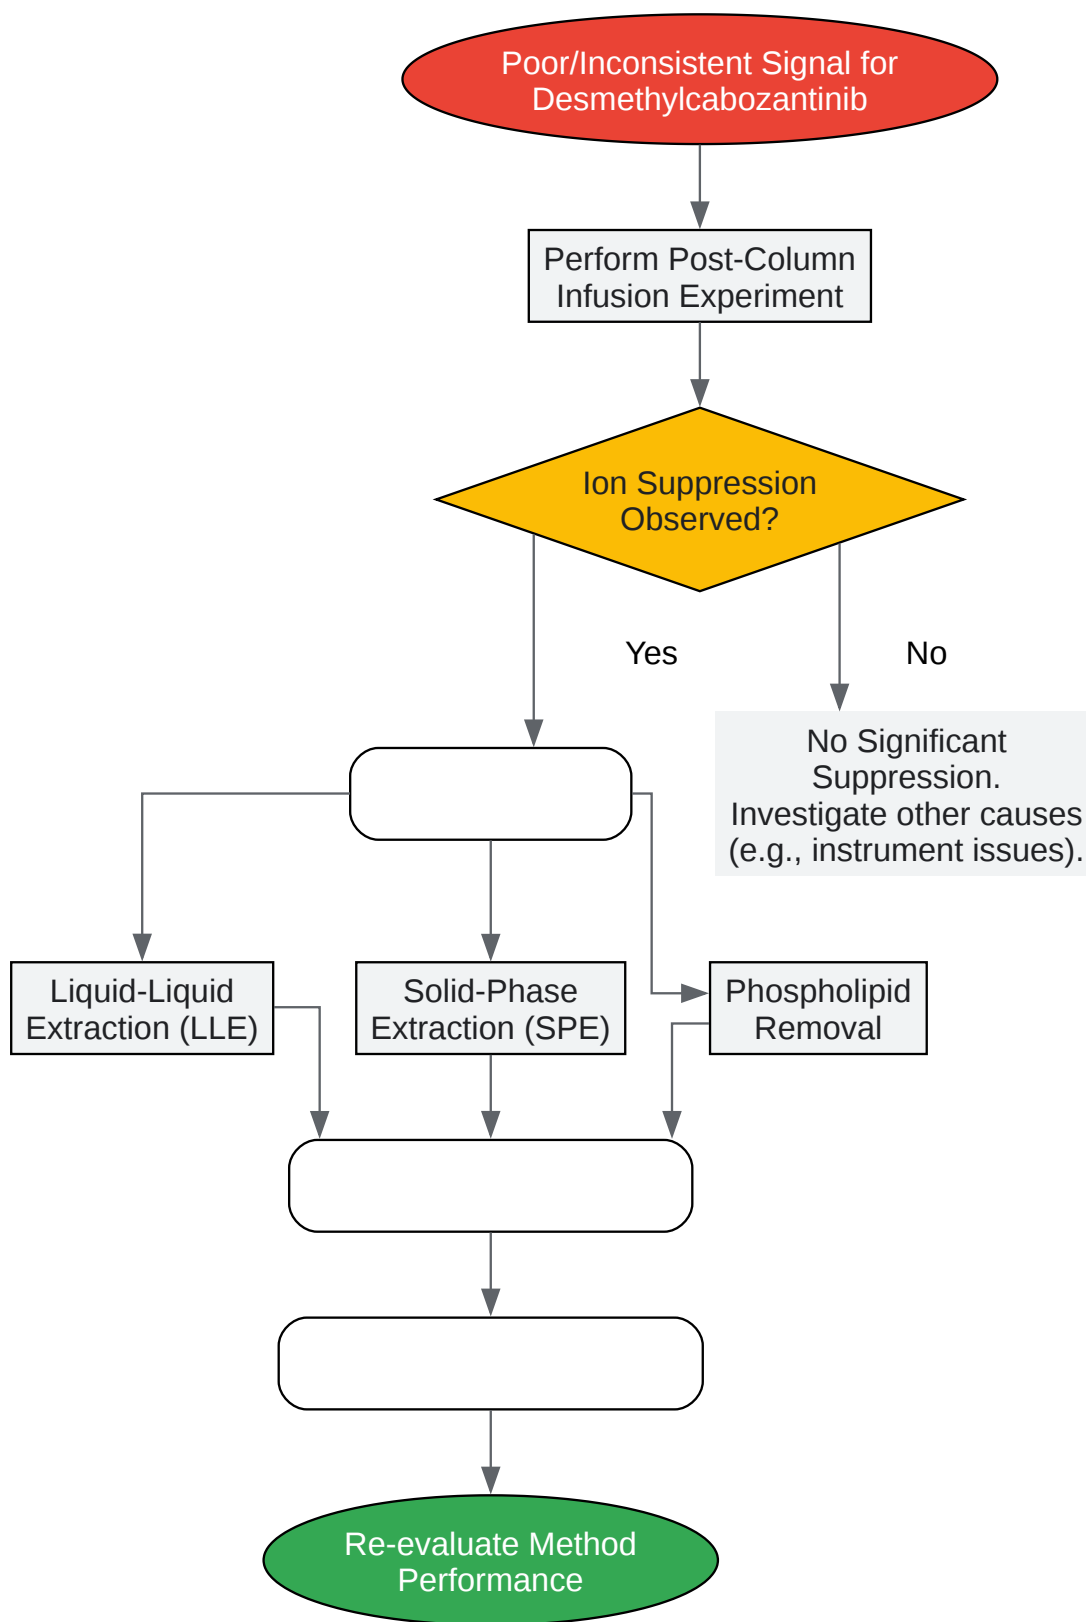 Poor/Inconsistent Signal for
Desmethylcabozantinib
Perform Post-Column
Infusion Experiment
Ion Suppression
Observed?
Yes
No
No Significant
Suppression.
Investigate other causes
(e.g., instrument issues).
Liquid-Liquid
Extraction (LLE)
Solid-Phase
Extraction (SPE)
Phospholipid
Removal
Re-evaluate Method
Performance